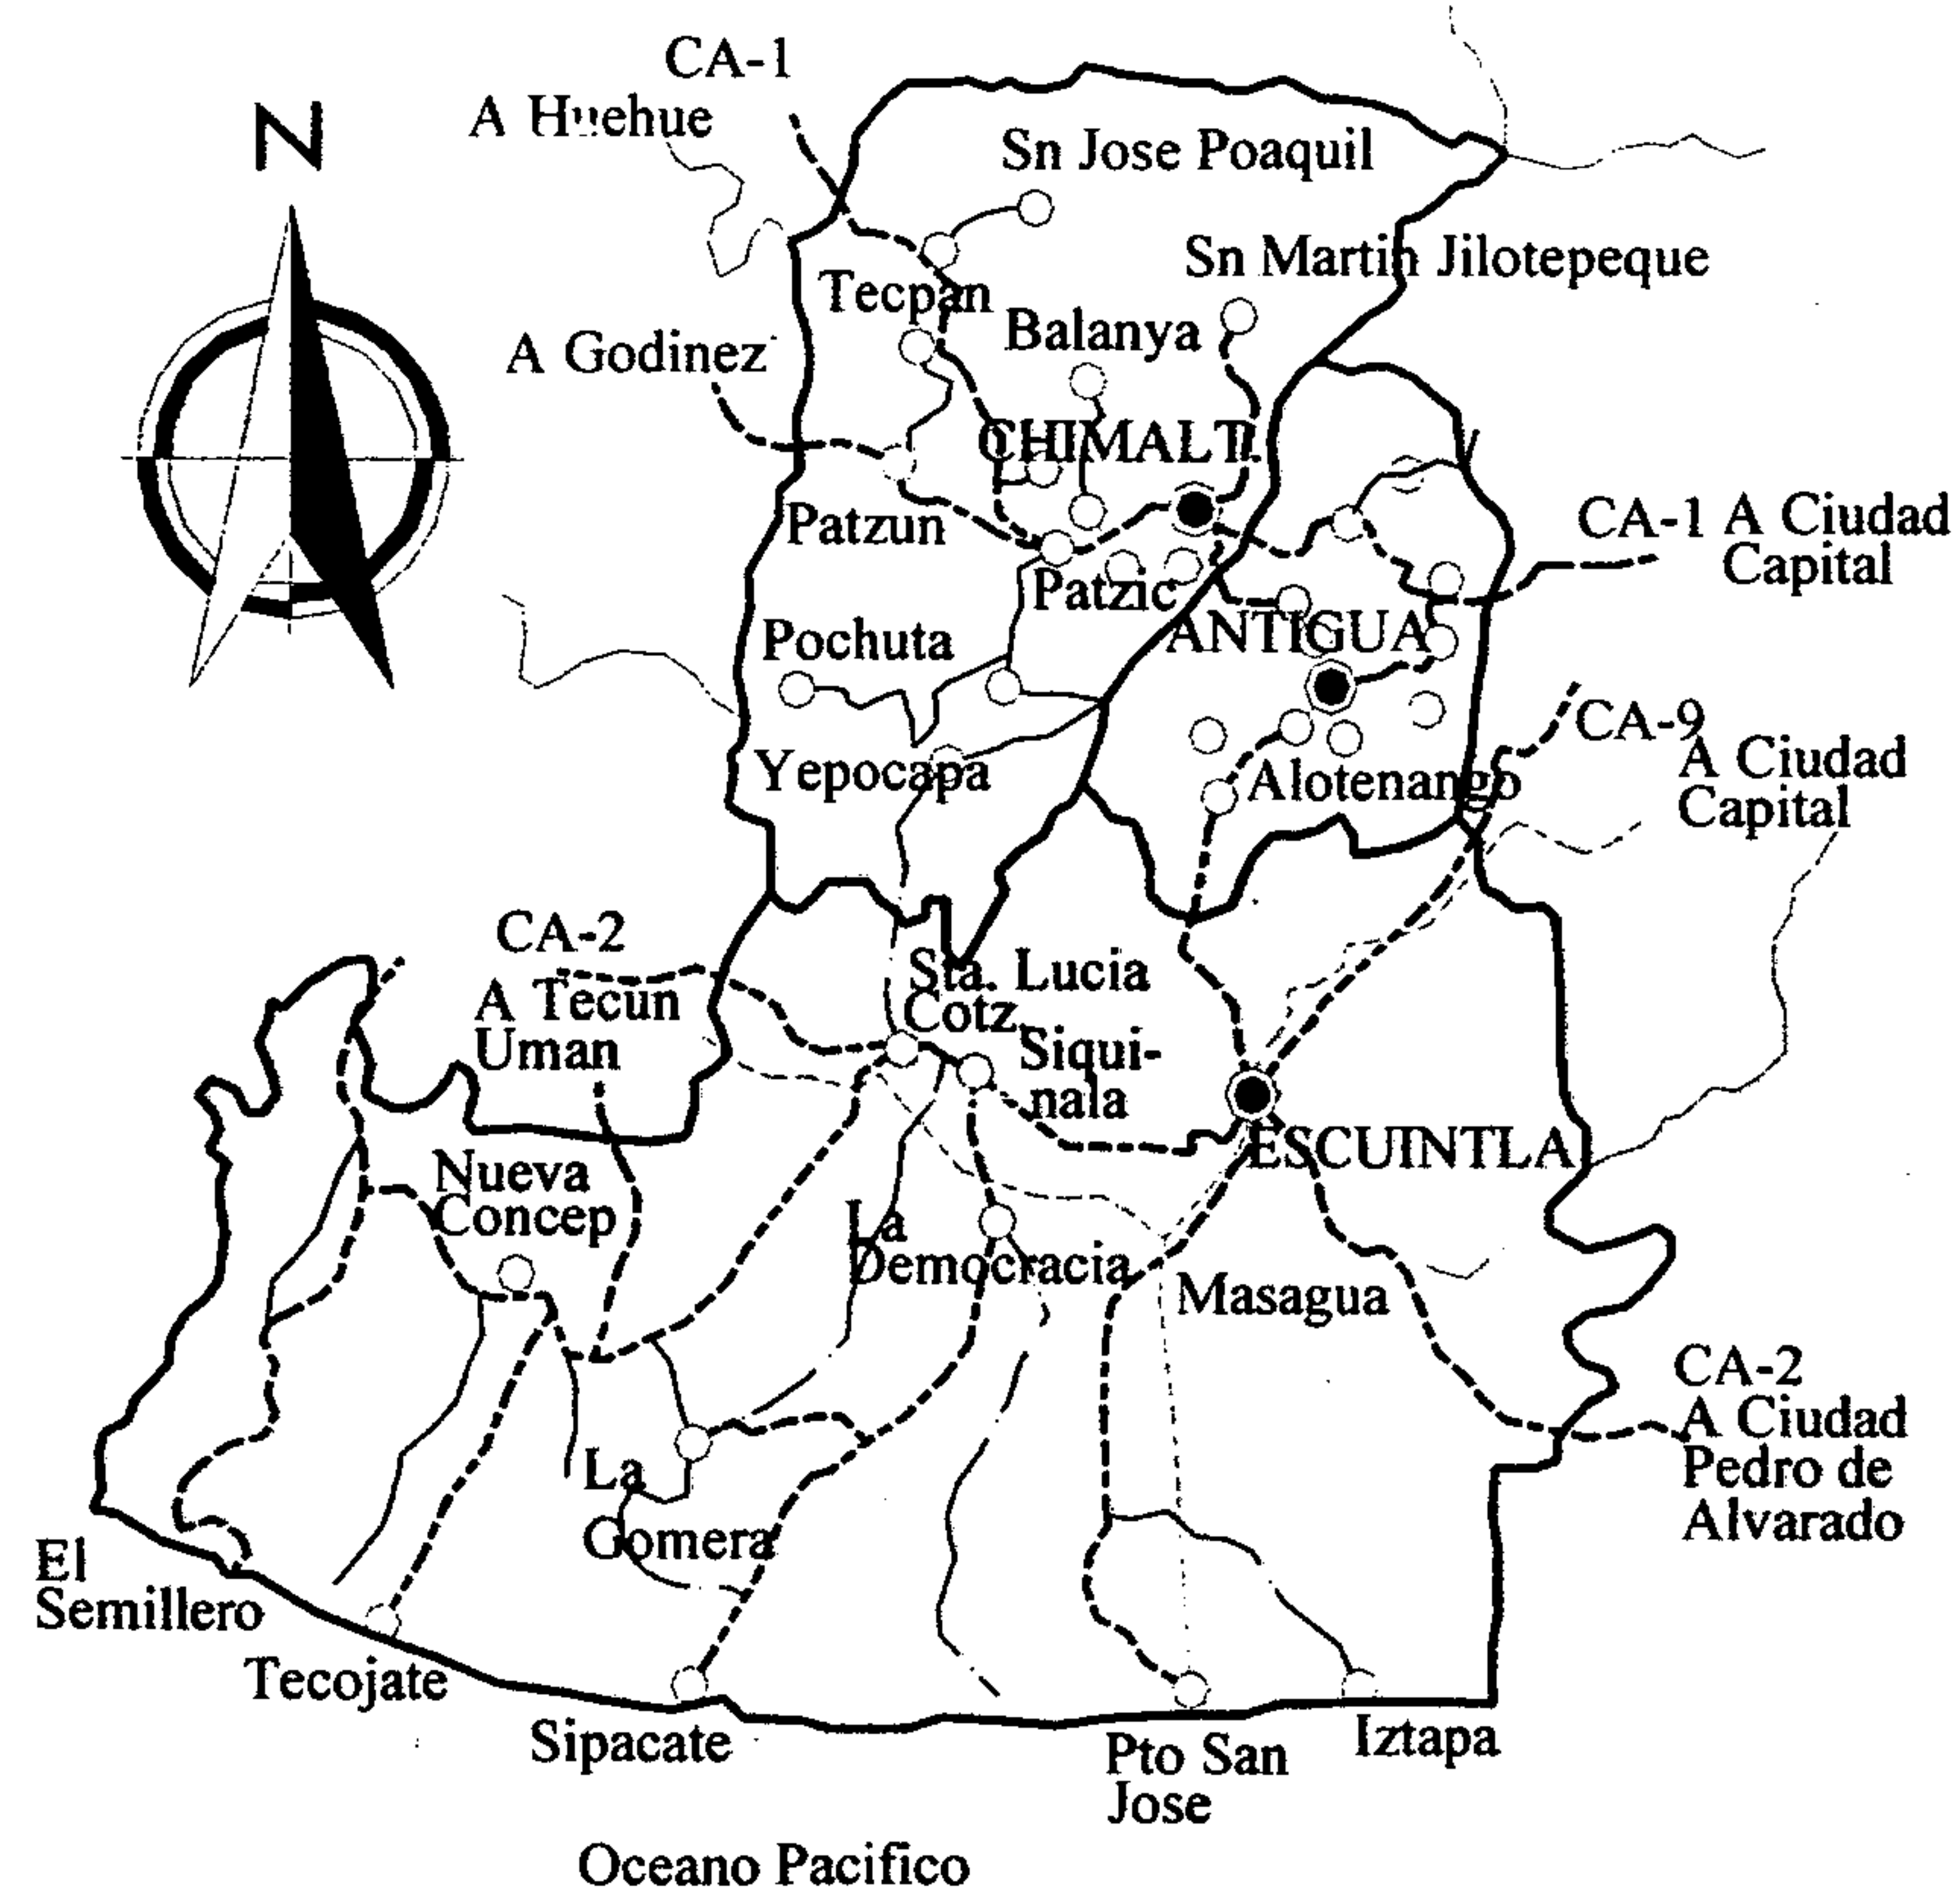 CA-1
A Huehue
N
Sn Jose Poaquil
Sn Martin Jilotepeque
Tecpan
Balanya
A Godinez
CHIMALT.
Patzun
CA-1 A Ciudad
Capital
Patzic
ANTIGUA
Pochuta
CA-9
A Ciudad
Capital
Yepocapa
Alotenango
CA-2
A Tecun
Uman
Sta. Lucia
Cotz.
Siqui-
nala
ESCUINTLA
Nueva
Concep
La
Democracia
Masagua
CA-2
A Ciudad
Pedro de
Alvarado
La
Gomera
El
Semillero
Tecojate
Sipacate
Pto San
Jose
Iztapa
Oceano Pacifico